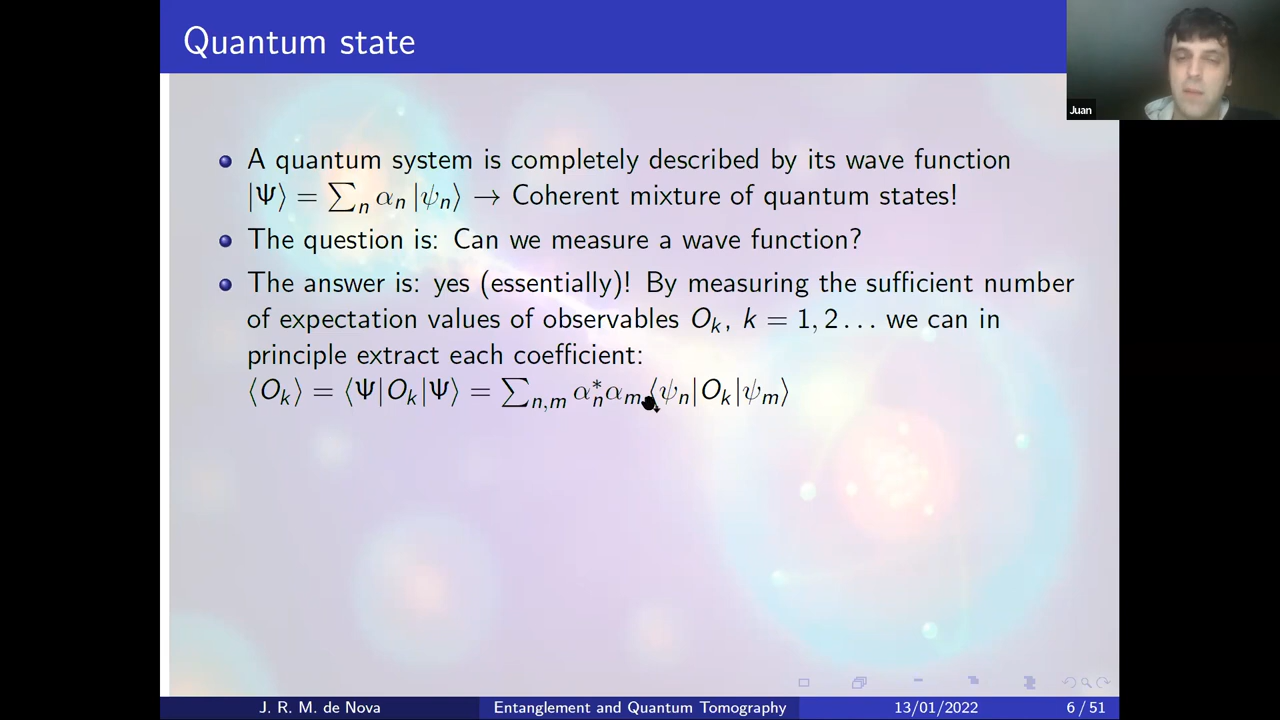 Quantum state
Juan
A quantum system is completely described by its wave function
|Ψ⟩ = ∑ₙ αₙ |ψₙ⟩ → Coherent mixture of quantum states!
The question is: Can we measure a wave function?
The answer is: yes (essentially)! By measuring the sufficient number
of expectation values of observables Oₖ, k = 1, 2 . . . we can in
principle extract each coefficient:
⟨Oₖ⟩ = ⟨Ψ|Oₖ|Ψ⟩ = ∑ₙ,ₘ αₙ* αₘ ⟨ψₙ|Oₖ|ψₘ⟩
J. R. M. de Nova
Entanglement and Quantum Tomography
13/01/2022
6 / 51